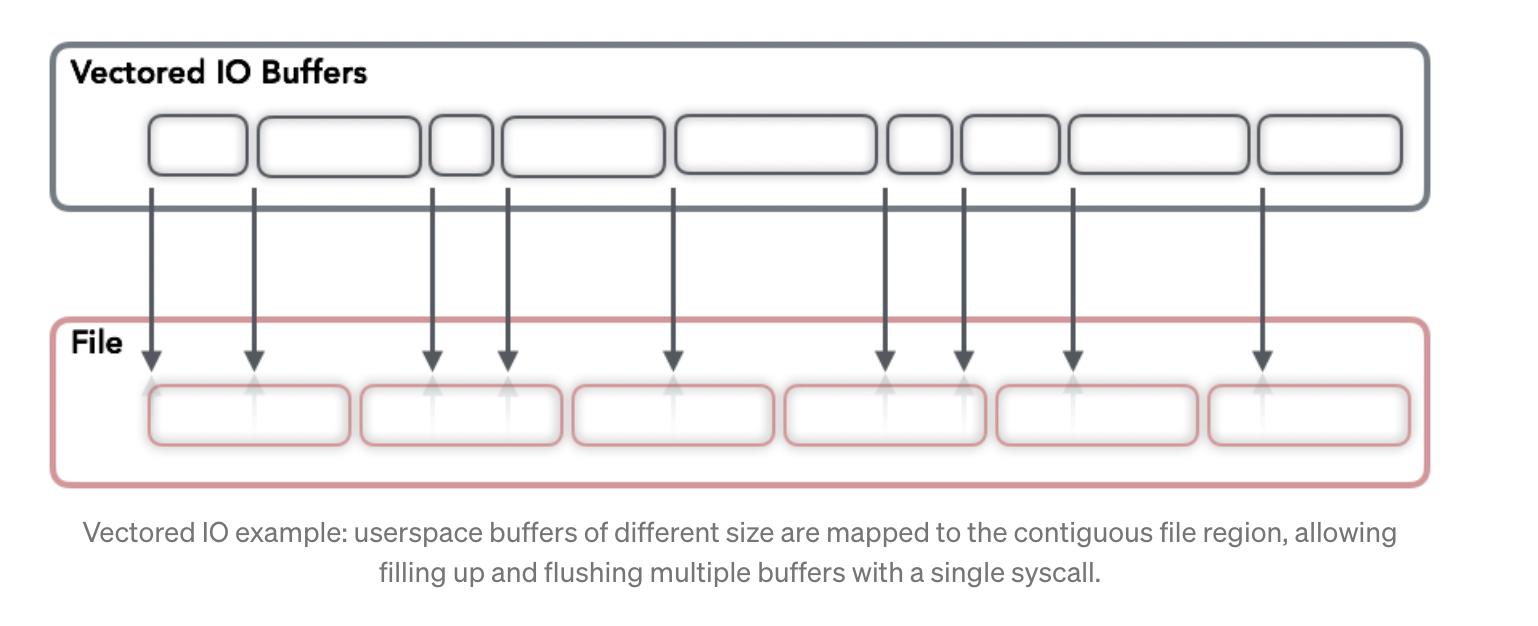 Vectored IO Buffers
File
Vectored IO example: userspace buffers of different size are mapped to the contiguous file region, allowing
filling up and flushing multiple buffers with a single syscall.